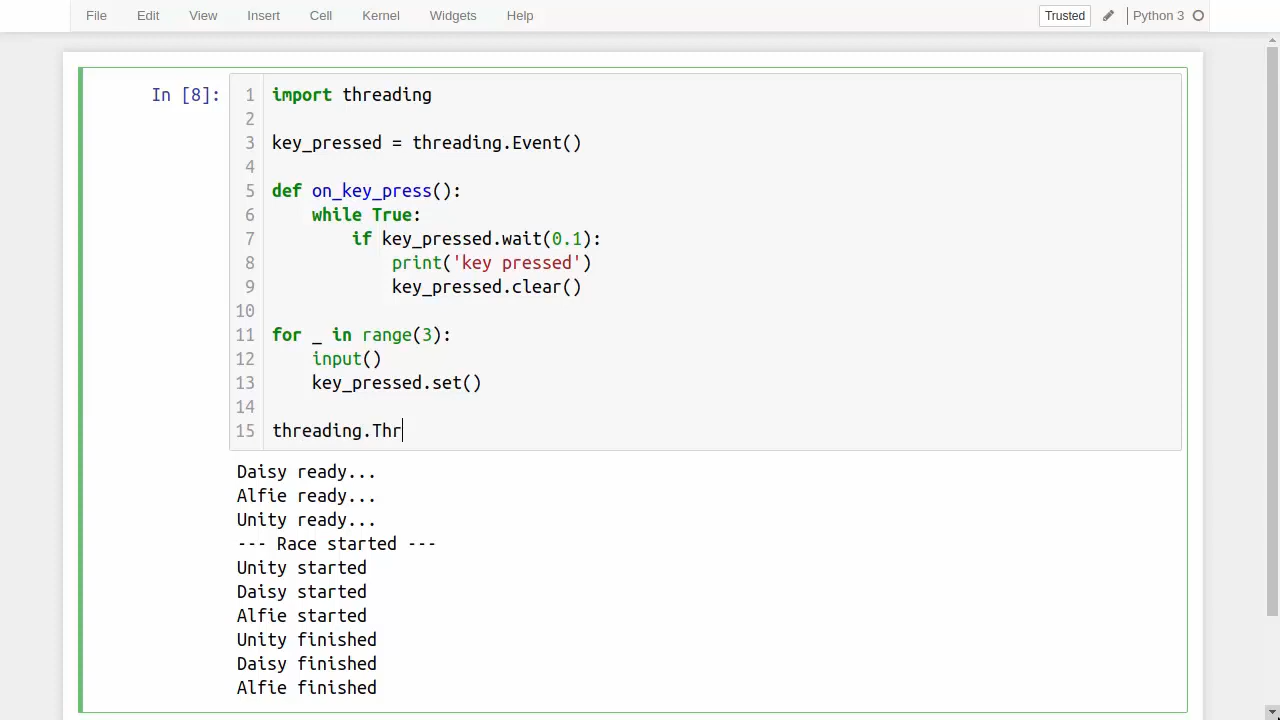 File Edit View Insert Cell Kernel Widgets Help Trusted Python 3
In [8]:
1 import threading
2
3 key_pressed = threading.Event()
4
5 def on_key_press():
6     while True:
7         if key_pressed.wait(0.1):
8             print('key pressed')
9             key_pressed.clear()
10
11 for _ in range(3):
12     input()
13     key_pressed.set()
14
15 threading.Thr
Daisy ready...
Alfie ready...
Unity ready...
--- Race started ---
Unity started
Daisy started
Alfie started
Unity finished
Daisy finished
Alfie finished